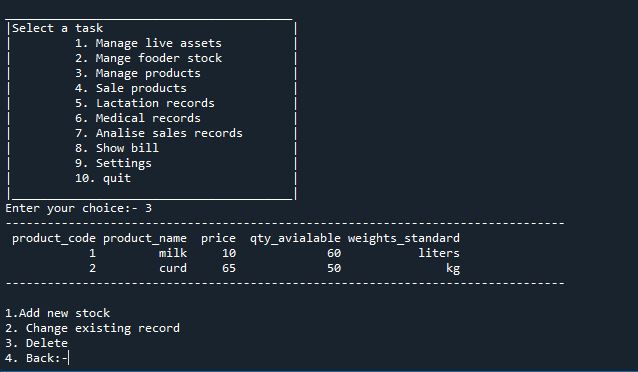 Select a task
1. Manage live assets
2. Mange fooder stock
3. Manage products
4. Sale products
5. Lactation records
6. Medical records
7. Analise sales records
8. Show bill
9. Settings
10. quit
Enter your choice:- 3
product_code product_name price qty_avialable weights_standard
1 milk 10 60 liters
2 curd 65 50 kg
1.Add new stock
2. Change existing record
3. Delete
4. Back:-